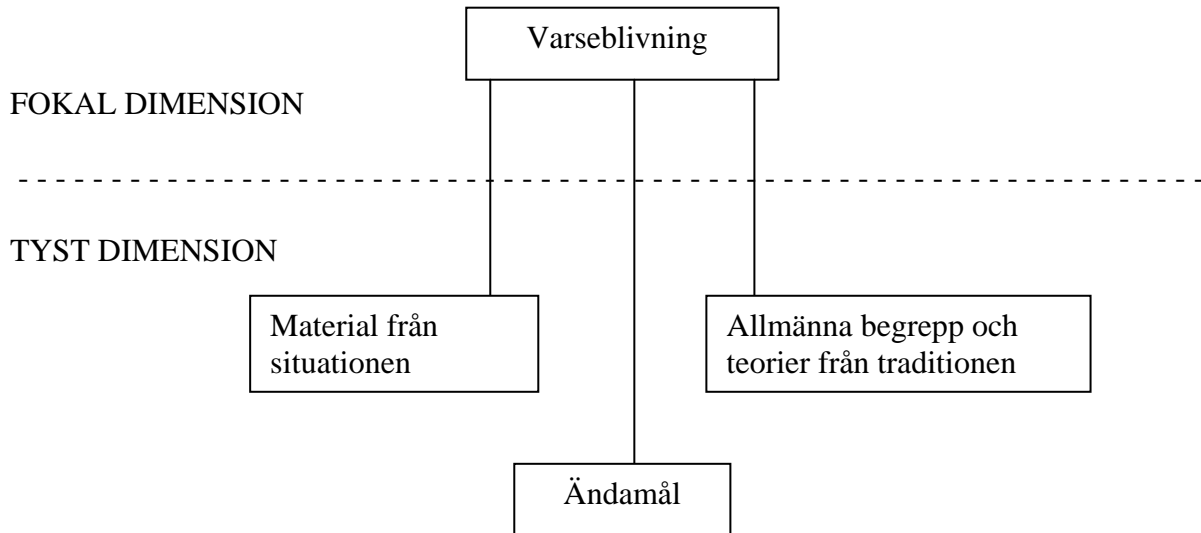 Varseblivning
FOKAL DIMENSION
TYST DIMENSION
Material från
situationen
Allmänna begrepp och
teorier från traditionen
Ändamål